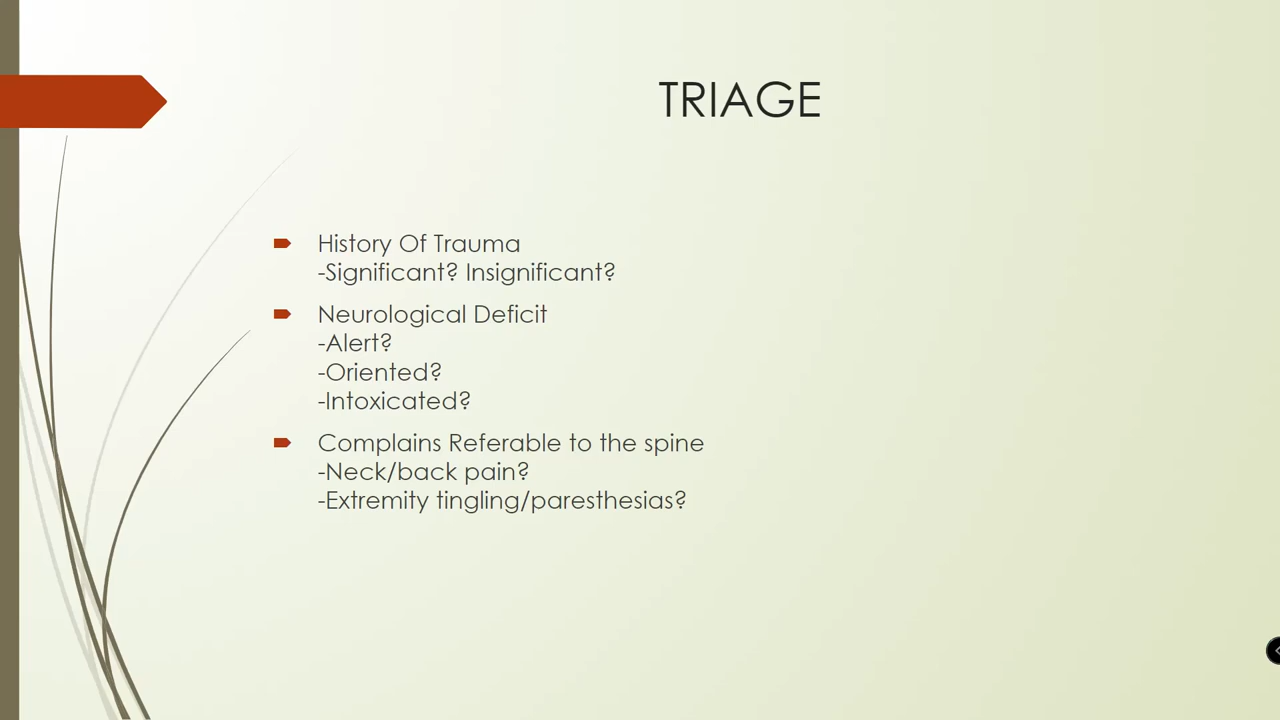 TRIAGE
History Of Trauma
-Significant? Insignificant?
Neurological Deficit
-Alert?
-Oriented?
-Intoxicated?
Complains Referable to the spine
-Neck/back pain?
-Extremity tingling/paresthesias?